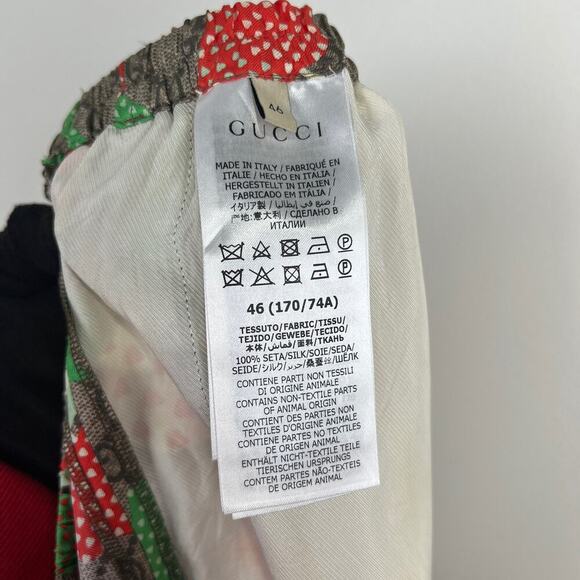 46
GUCCI
MADE IN ITALY / FABRIQUÉ EN
ITALIE / HECHO EN ITALIA /
HERGESTELLT IN ITALIEN /
FABRICADO EM ITÁLIA /
イタリア製 / صنع في إيطاليا /
产地:意大利 / СДЕЛАНО В
ИТАЛИИ
P P
46 (170/74A)
TESSUTO/FABRIC/TISSU/
TEJIDO/GEWEBE/TECIDO/
本体/قماش/面料/ТКАНЬ
100% SETA/SILK/SOIE/SEDA/
SEIDE/シルク/حرير/桑蚕丝/ШЁЛК
CONTIENE PARTI NON TESSILI
DI ORIGINE ANIMALE
CONTAINS NON-TEXTILE PARTS
OF ANIMAL ORIGIN
CONTIENT DES PARTIES NON
TEXTILES D'ORIGINE ANIMALE
CONTIENE PARTES NO TEXTILES
DE ORIGEN ANIMAL
ENTHÄLT NICHT-TEXTILE TEILE
TIERISCHEN URSPRUNGS
CONTÉM PARTES NÃO-TÊXTEIS
DE ORIGEM ANIMAL